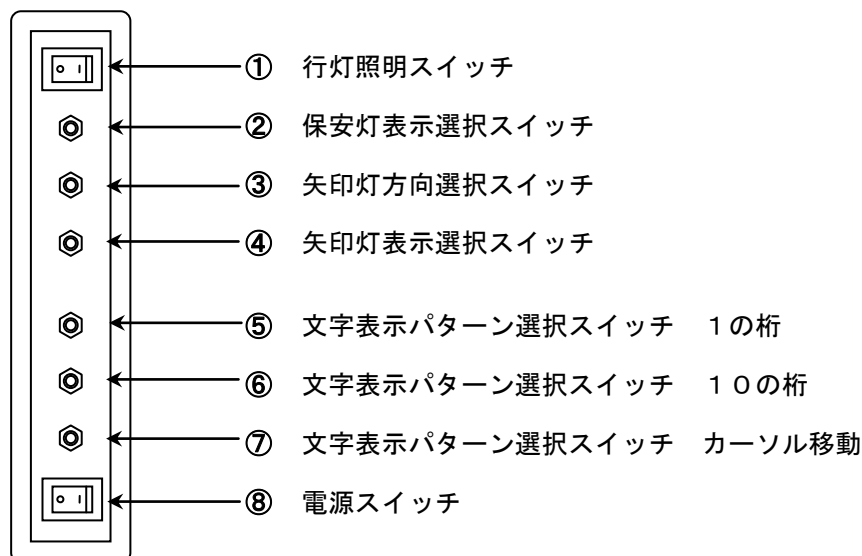 ① 行灯照明スイッチ
② 保安灯表示選択スイッチ
③ 矢印灯方向選択スイッチ
④ 矢印灯表示選択スイッチ
⑤ 文字表示パターン選択スイッチ　１の桁
⑥ 文字表示パターン選択スイッチ　１０の桁
⑦ 文字表示パターン選択スイッチ　カーソル移動
⑧ 電源スイッチ